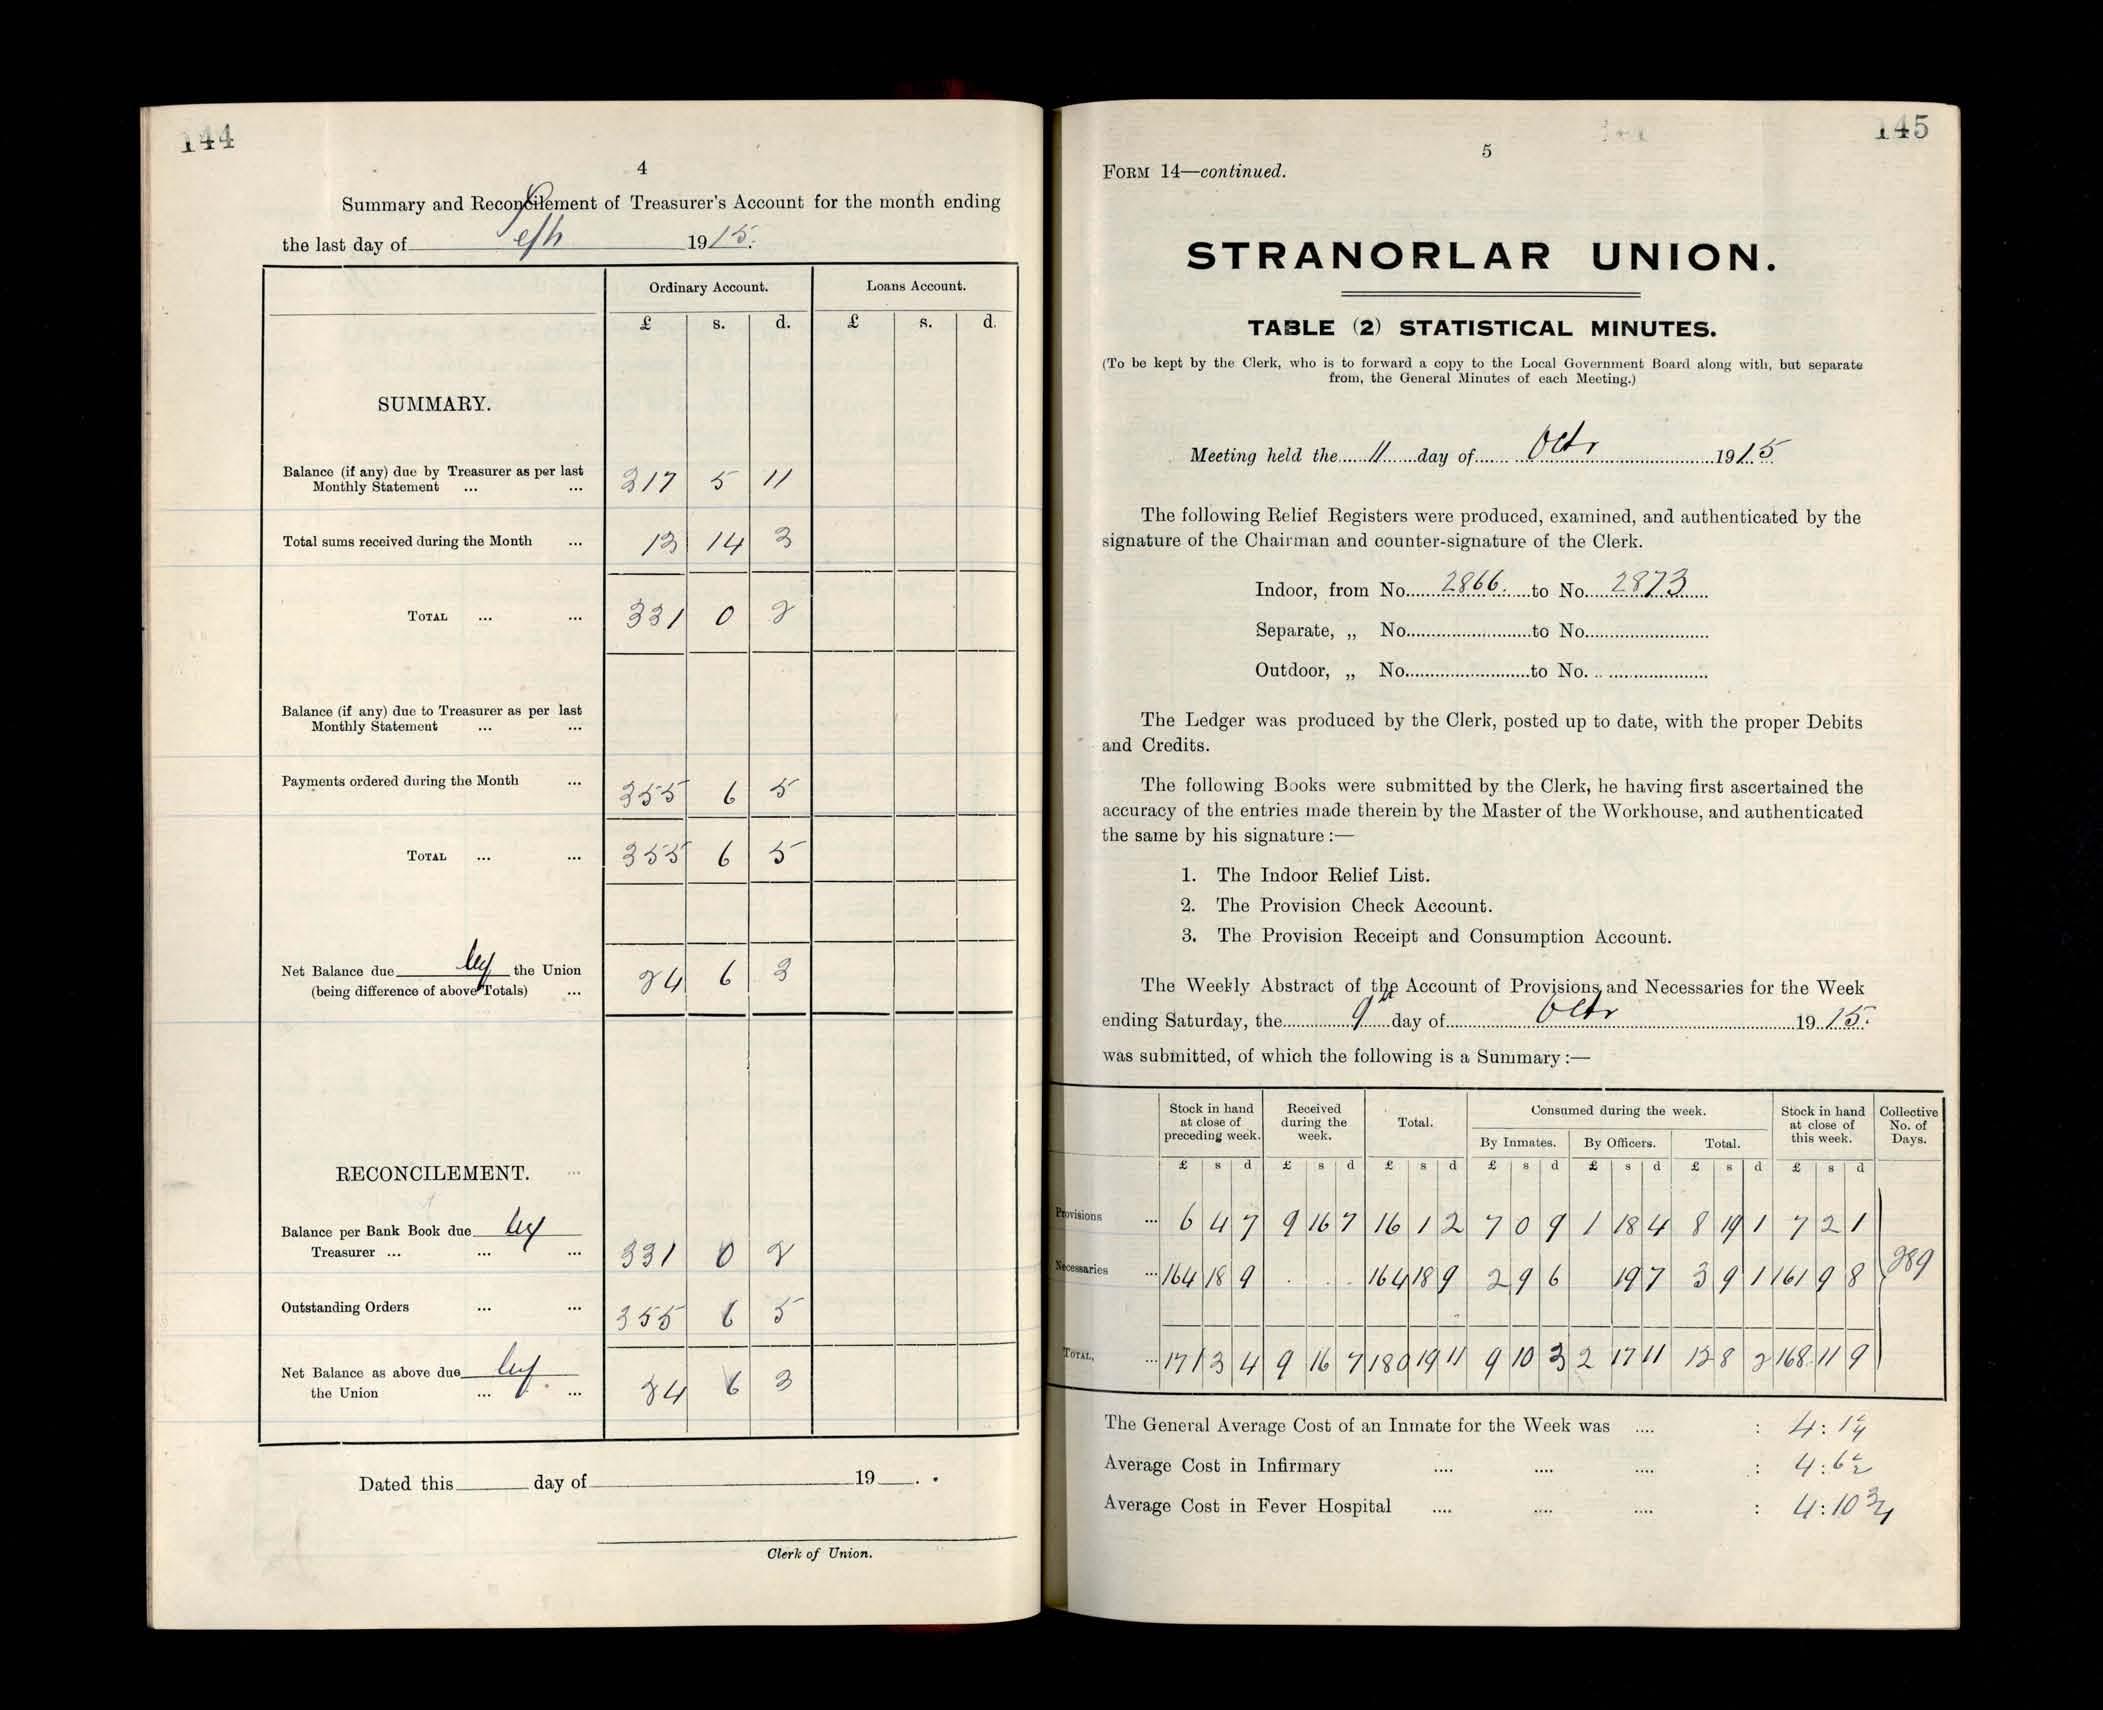 144
4
Summary and Reconcilement of Treasurer's Account for the month ending
the last day of Sept 1915.
Ordinary Account. Loans Account.
£ s. d. £ s. d.
SUMMARY.
Balance (if any) due by Treasurer as per last
Monthly Statement ... ... 317 5 11
Total sums received during the Month ... 13 14 3
TOTAL ... ... 331 0 2
Balance (if any) due to Treasurer as per last
Monthly Statement ... ...
Payments ordered during the Month ... 355 6 5
TOTAL ... ... 355 6 5
Net Balance due by the Union
(being difference of above Totals) ... 24 6 3
RECONCILEMENT.
Balance per Bank Book due by
Treasurer ... ... ... 331 0 2
Outstanding Orders ... ... 355 6 5
Net Balance as above due by
the Union ... ... 24 6 3
Dated this day of 19 .
Clerk of Union.
145
5
FORM 14—continued.
STRANORLAR UNION.
TABLE (2) STATISTICAL MINUTES.
(To be kept by the Clerk, who is to forward a copy to the Local Government Board along with, but separate
from, the General Minutes of each Meeting.)
Meeting held the 11 day of Octr 1915
The following Relief Registers were produced, examined, and authenticated by the
signature of the Chairman and counter-signature of the Clerk.
Indoor, from No. 2866. to No. 2873
Separate, „ No. to No.
Outdoor, „ No. to No.
The Ledger was produced by the Clerk, posted up to date, with the proper Debits
and Credits.
The following Books were submitted by the Clerk, he having first ascertained the
accuracy of the entries made therein by the Master of the Workhouse, and authenticated
the same by his signature :—
1. The Indoor Relief List.
2. The Provision Check Account.
3. The Provision Receipt and Consumption Account.
The Weekly Abstract of the Account of Provisions and Necessaries for the Week
ending Saturday, the 9th day of Octr 1915.
was submitted, of which the following is a Summary :—
Stock in hand at close of preceding week. Received during the week. Total. Consumed during the week. Stock in hand at close of this week. Collective No. of Days.
By Inmates. By Officers. Total.
£ s d £ s d £ s d £ s d £ s d £ s d £ s d
Provisions ... 6 4 7 9 16 7 16 1 2 7 0 9 1 18 4 8 19 1 7 2 1
Necessaries ... 164 18 9 . . . 164 18 9 2 9 6 19 7 3 9 1 161 9 8 289
TOTAL, ... 171 3 4 9 16 7 180 19 11 9 10 3 2 17 11 12 8 2 168 11 9
The General Average Cost of an Inmate for the Week was .... : 4 : 1¼
Average Cost in Infirmary .... .... .... : 4 : 6½
Average Cost in Fever Hospital .... .... .... : 4 : 10¾